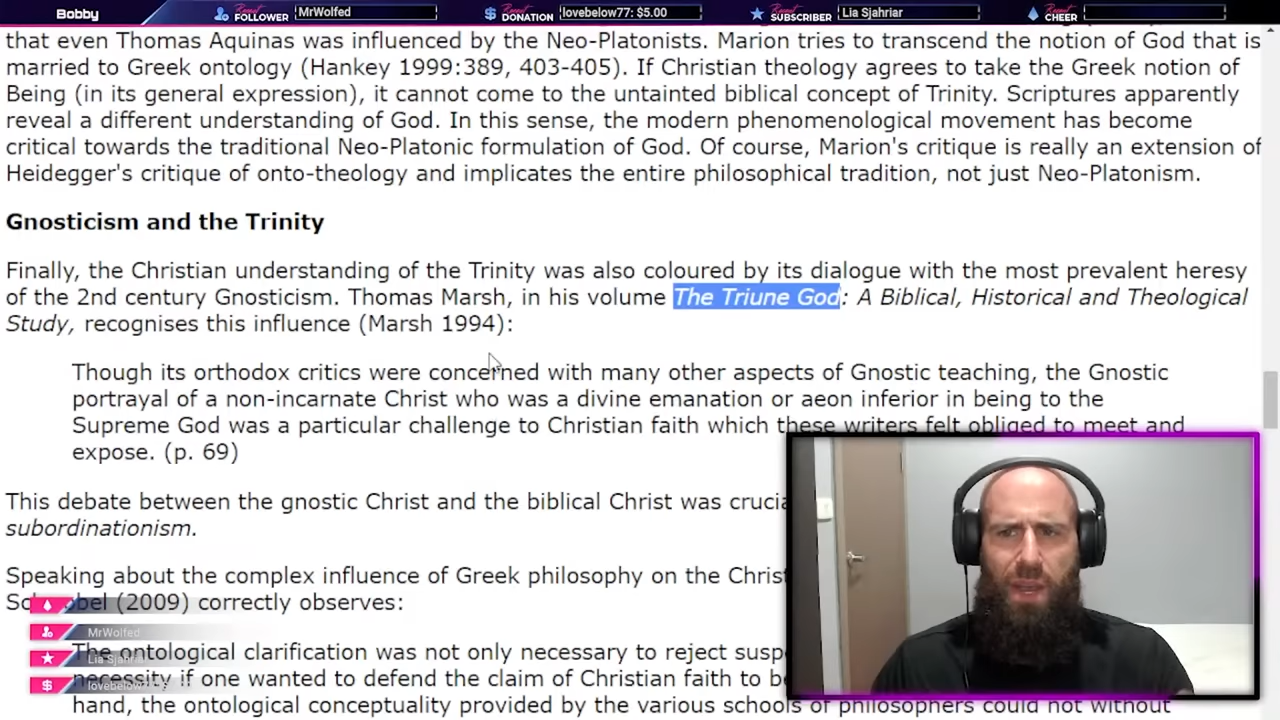 Bobby
Recent FOLLOWER MrWolfed
Recent DONATION lovebelow77: $5.00
Recent SUBSCRIBER Lia Sjahriar
Recent CHEER
that even Thomas Aquinas was influenced by the Neo-Platonists. Marion tries to transcend the notion of God that is
married to Greek ontology (Hankey 1999:389, 403-405). If Christian theology agrees to take the Greek notion of
Being (in its general expression), it cannot come to the untainted biblical concept of Trinity. Scriptures apparently
reveal a different understanding of God. In this sense, the modern phenomenological movement has become
critical towards the traditional Neo-Platonic formulation of God. Of course, Marion's critique is really an extension of
Heidegger's critique of onto-theology and implicates the entire philosophical tradition, not just Neo-Platonism.
Gnosticism and the Trinity
Finally, the Christian understanding of the Trinity was also coloured by its dialogue with the most prevalent heresy
of the 2nd century Gnosticism. Thomas Marsh, in his volume The Triune God: A Biblical, Historical and Theological
Study, recognises this influence (Marsh 1994):
Though its orthodox critics were concerned with many other aspects of Gnostic teaching, the Gnostic
portrayal of a non-incarnate Christ who was a divine emanation or aeon inferior in being to the
Supreme God was a particular challenge to Christian faith which these writers felt obliged to meet and
expose. (p. 69)
This debate between the gnostic Christ and the biblical Christ was
subordinationism.
Speaking about the complex influence of Greek philosophy on the
(2009) correctly observes:
MrWolfed
Lia Sjahriar
lovebelow77
The ontological clarification was not only necessary to reject
necessity if one wanted to defend the claim of Christian faith to
hand, the ontological conceptuality provided by the various schools of philosophers could not without